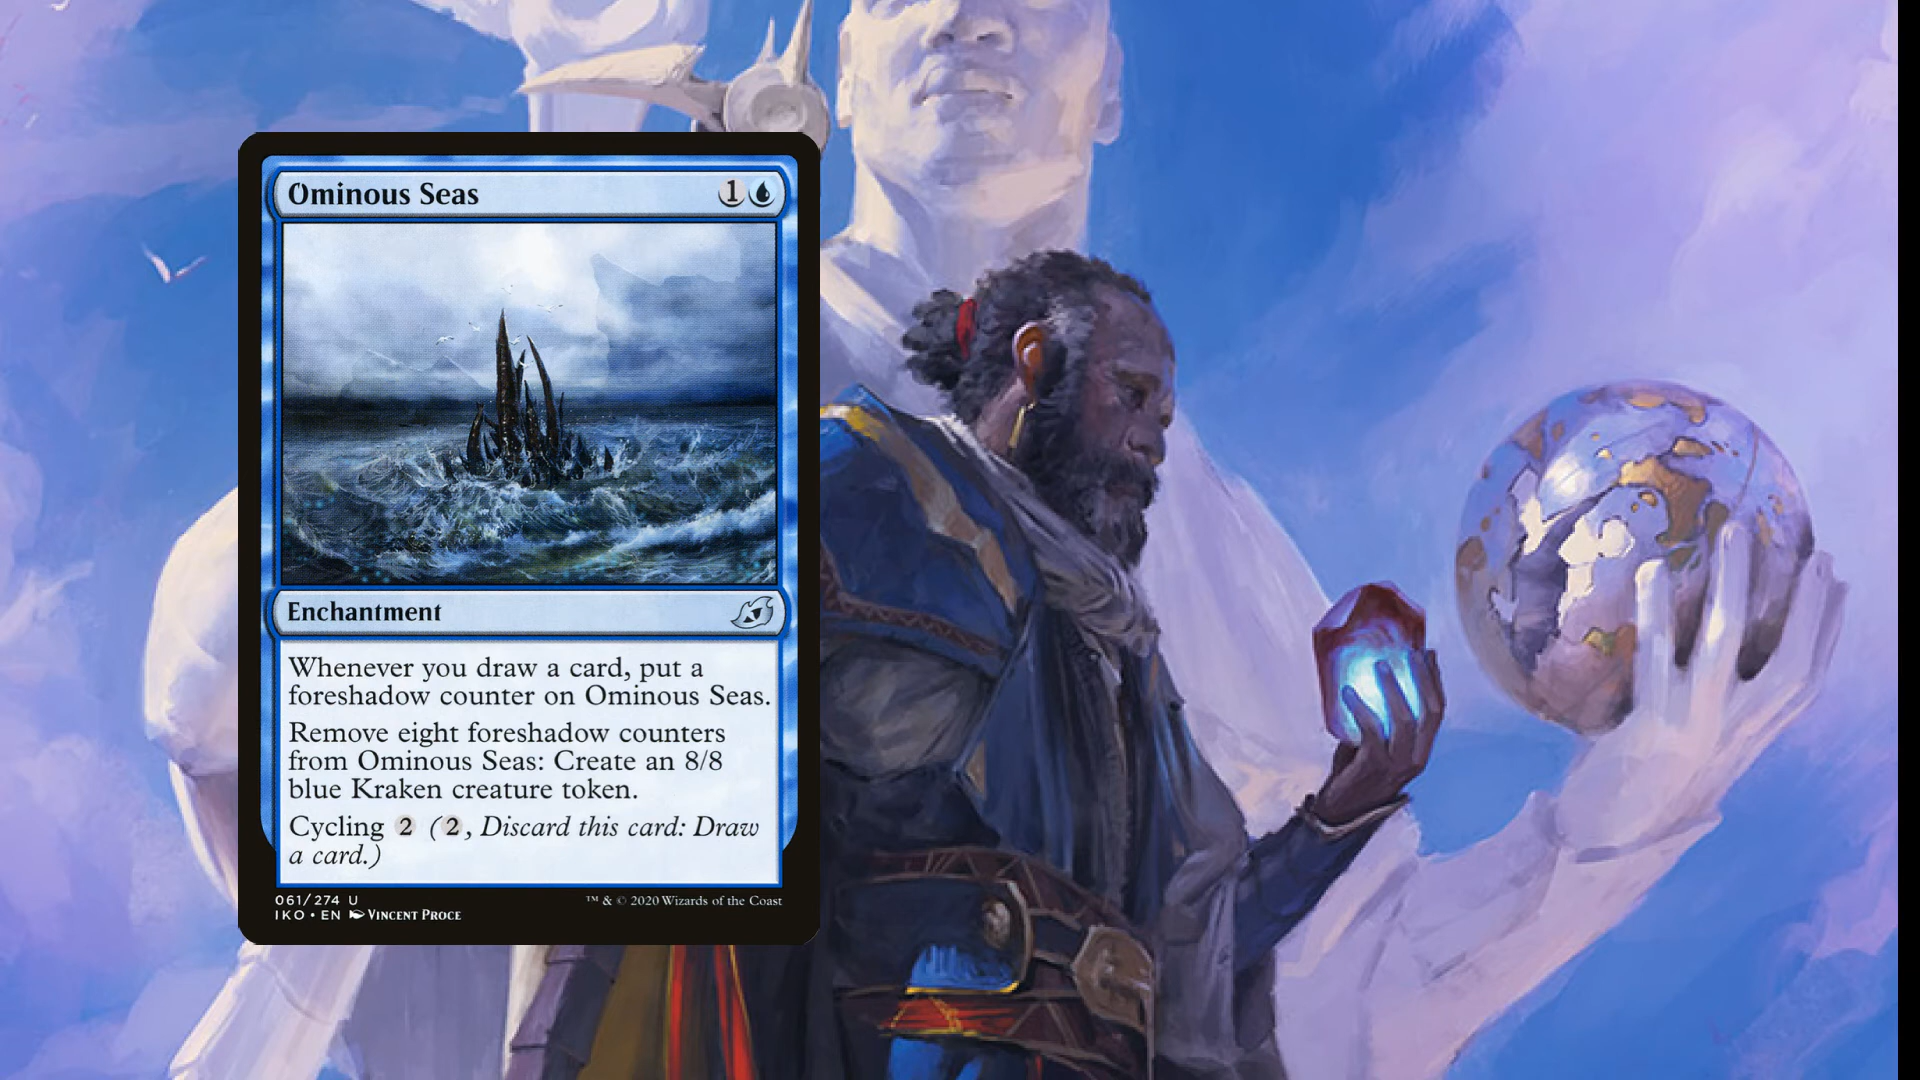 Ominous Seas 1
Enchantment
Whenever you draw a card, put a
foreshadow counter on Ominous Seas.
Remove eight foreshadow counters
from Ominous Seas: Create an 8/8
blue Kraken creature token.
Cycling 2 (2, Discard this card: Draw
a card.)
061/274 U
IKO • EN Vincent Proce
™ & © 2020 Wizards of the Coast